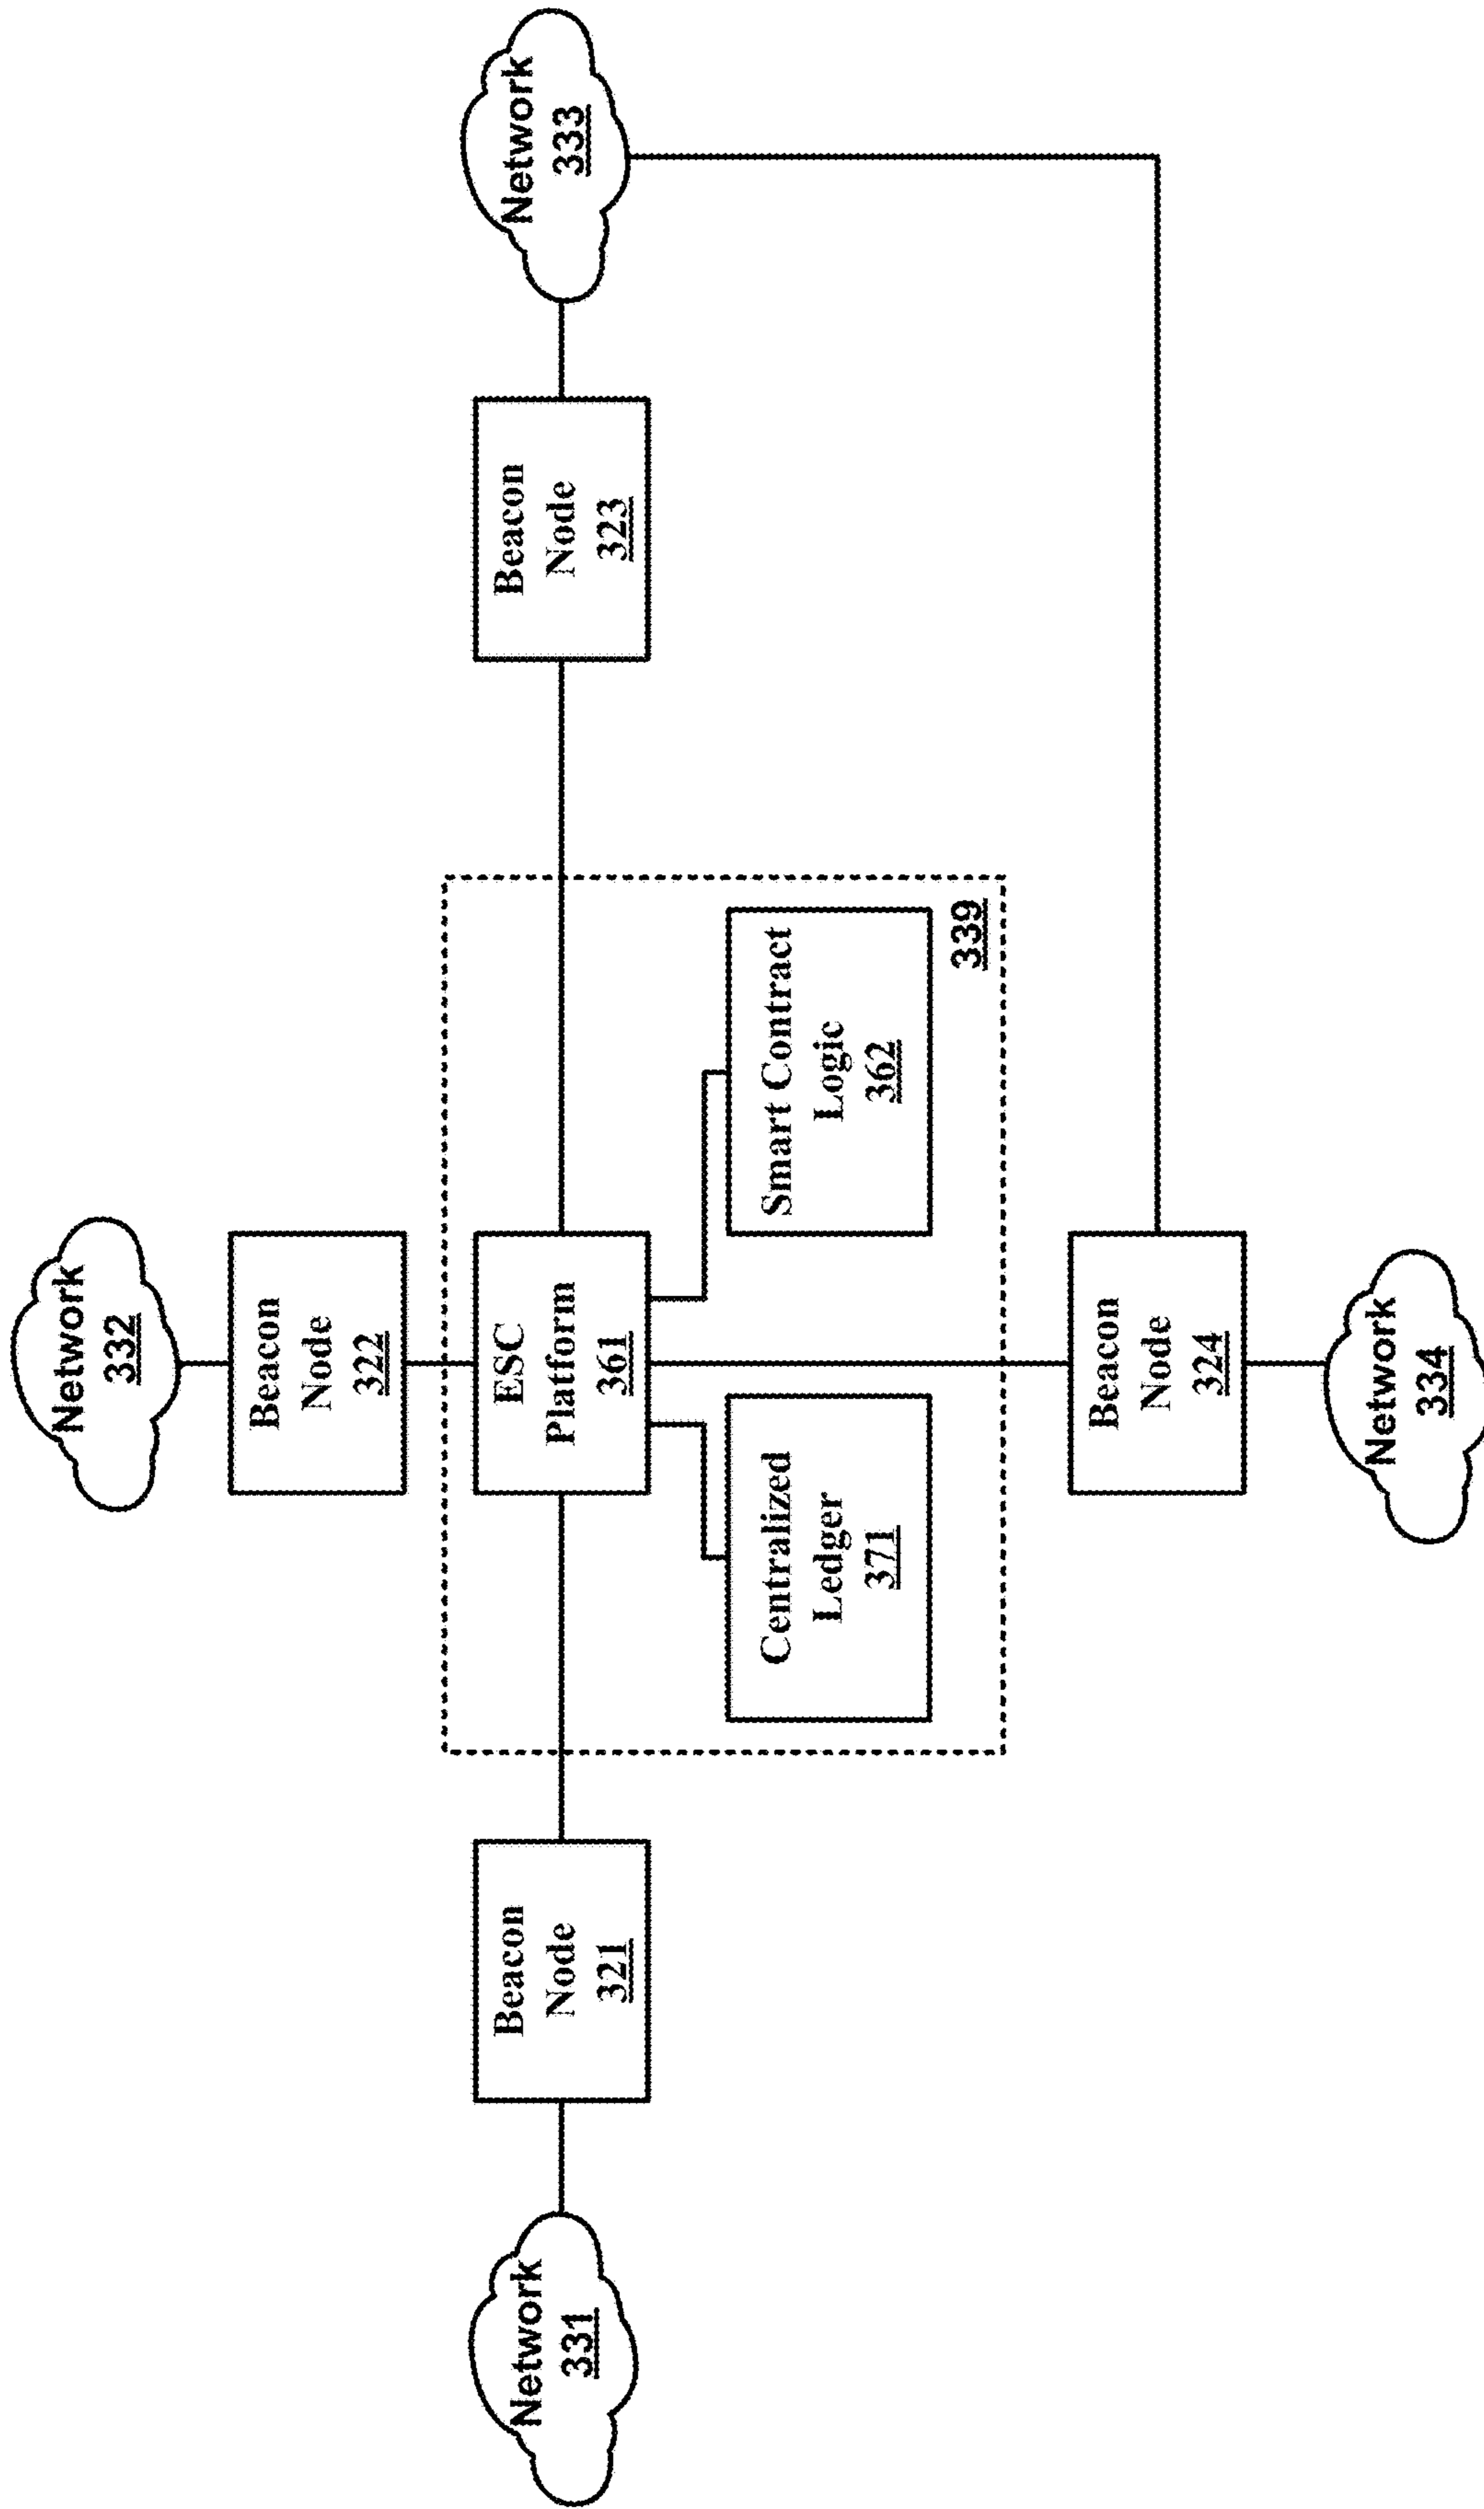 Network
332
Beacon
Node
322
Network
331
Beacon
Node
321
ESC
Platform
361
Beacon
Node
323
Network
333
Centralized
Ledger
371
Smart Contract
Logic
362
339
Beacon
Node
324
Network
334